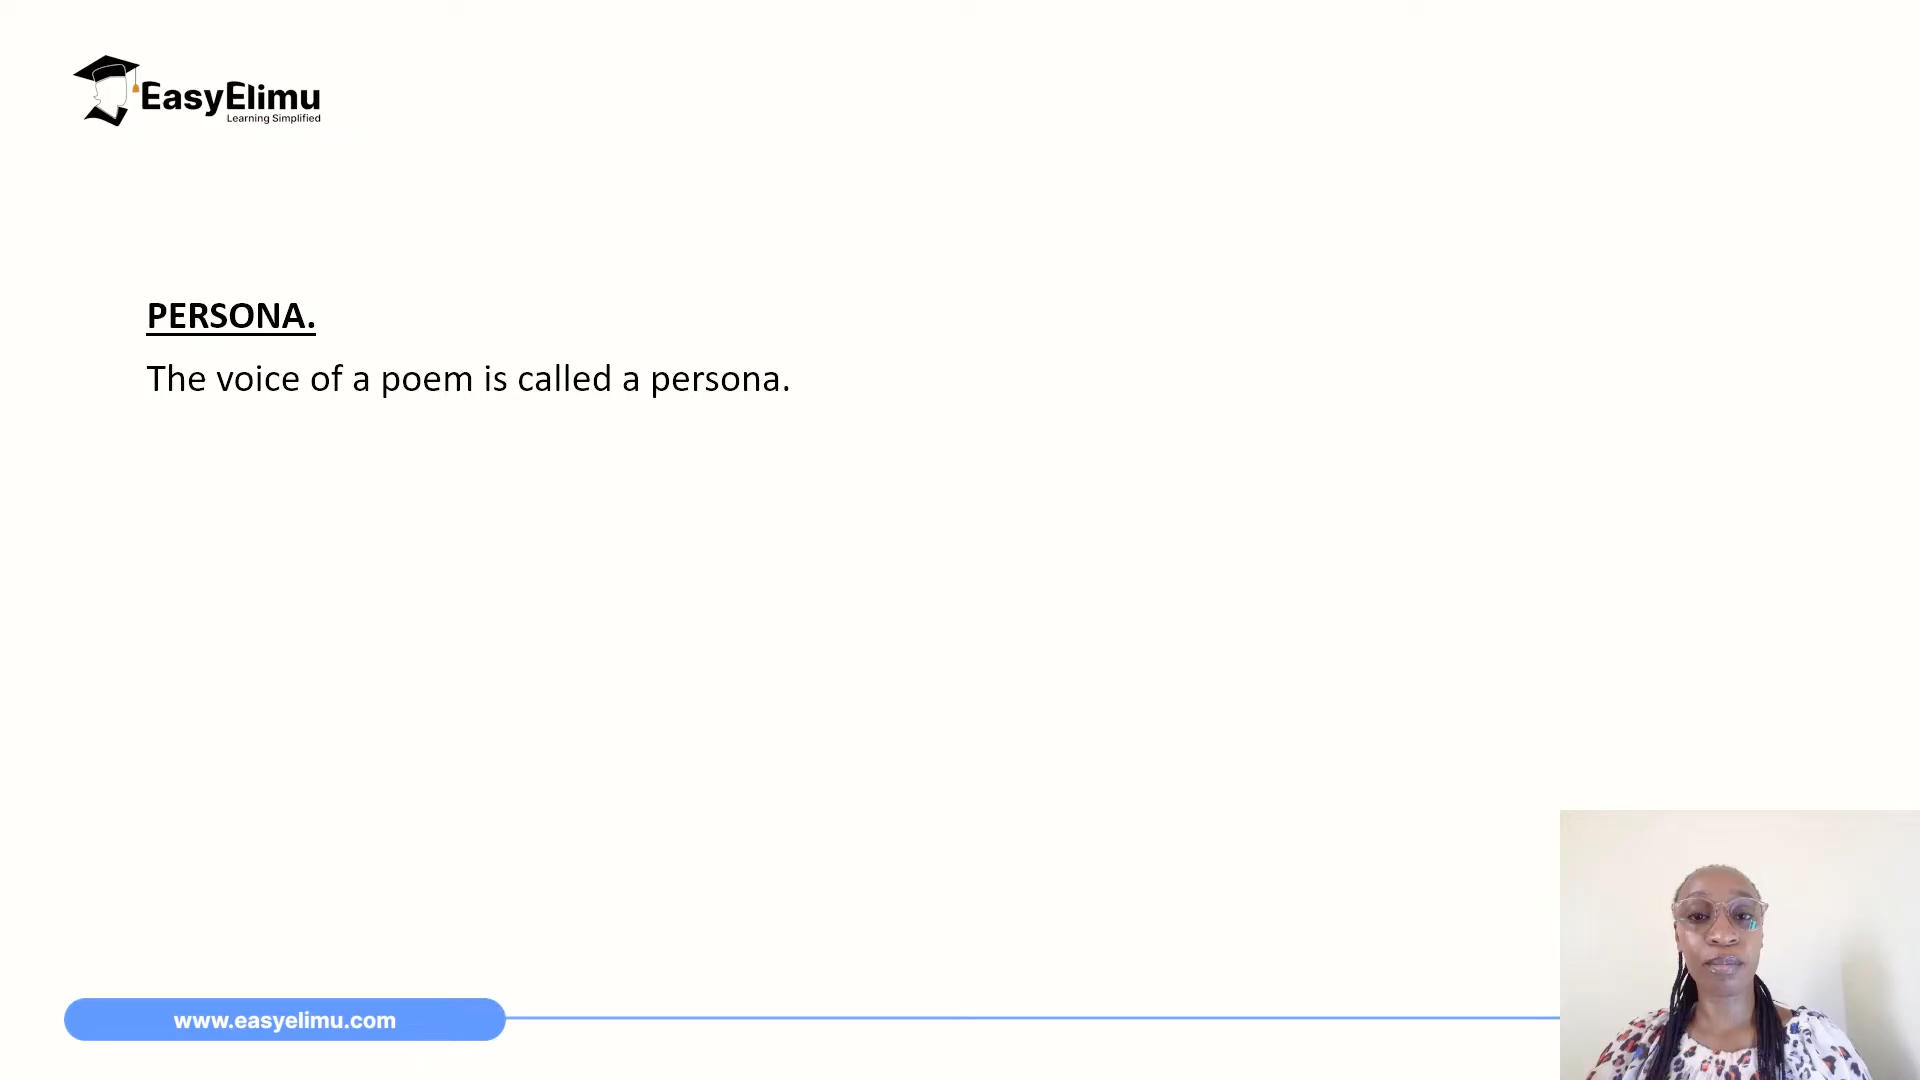 EasyElimu
Learning Simplified
PERSONA.
The voice of a poem is called a persona.
www.easyelimu.com